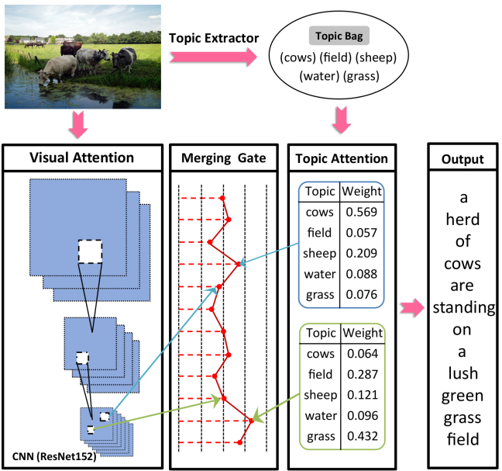 Topic Extractor
Topic Bag
(cows) (field) (sheep)
(water) (grass)
Visual Attention
CNN (ResNet152)
Merging Gate
Topic Attention
Topic Weight
cows 0.569
field 0.057
sheep 0.209
water 0.088
grass 0.076
Topic Weight
cows 0.064
field 0.287
sheep 0.121
water 0.096
grass 0.432
Output
a
herd
of
cows
are
standing
on
a
lush
green
grass
field